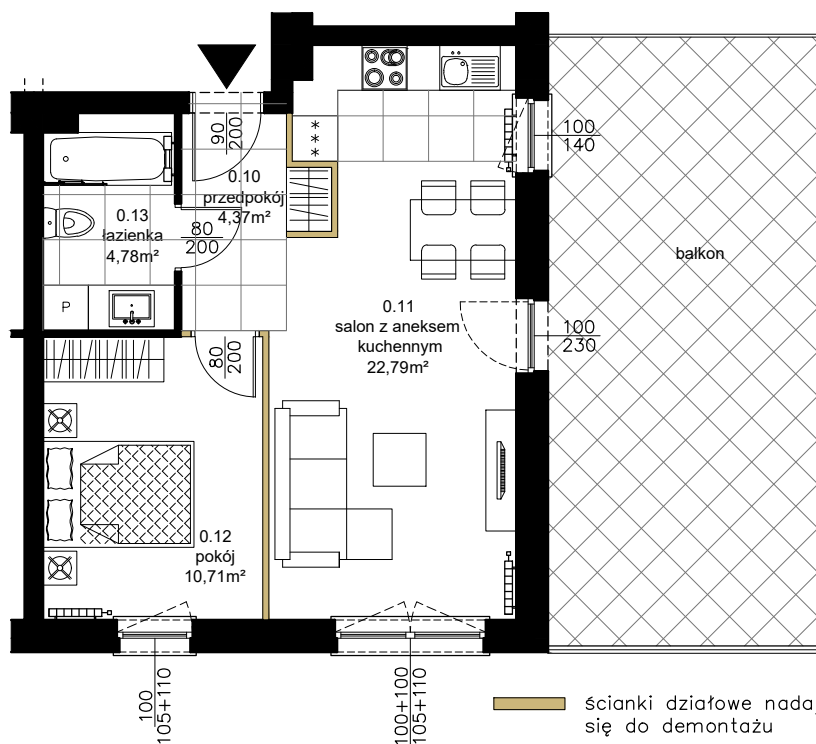 90
200
0.10
przedpokój
4,37m²
100
140
0.13
łazienka
4,78m²
80
200
balkon
P
0.11
salon z aneksem
kuchennym
22,79m²
100
230
80
200
0.12
pokój
10,71m²
100
105+110
100+100
105+110
ścianki działowe nada
się do demontażu